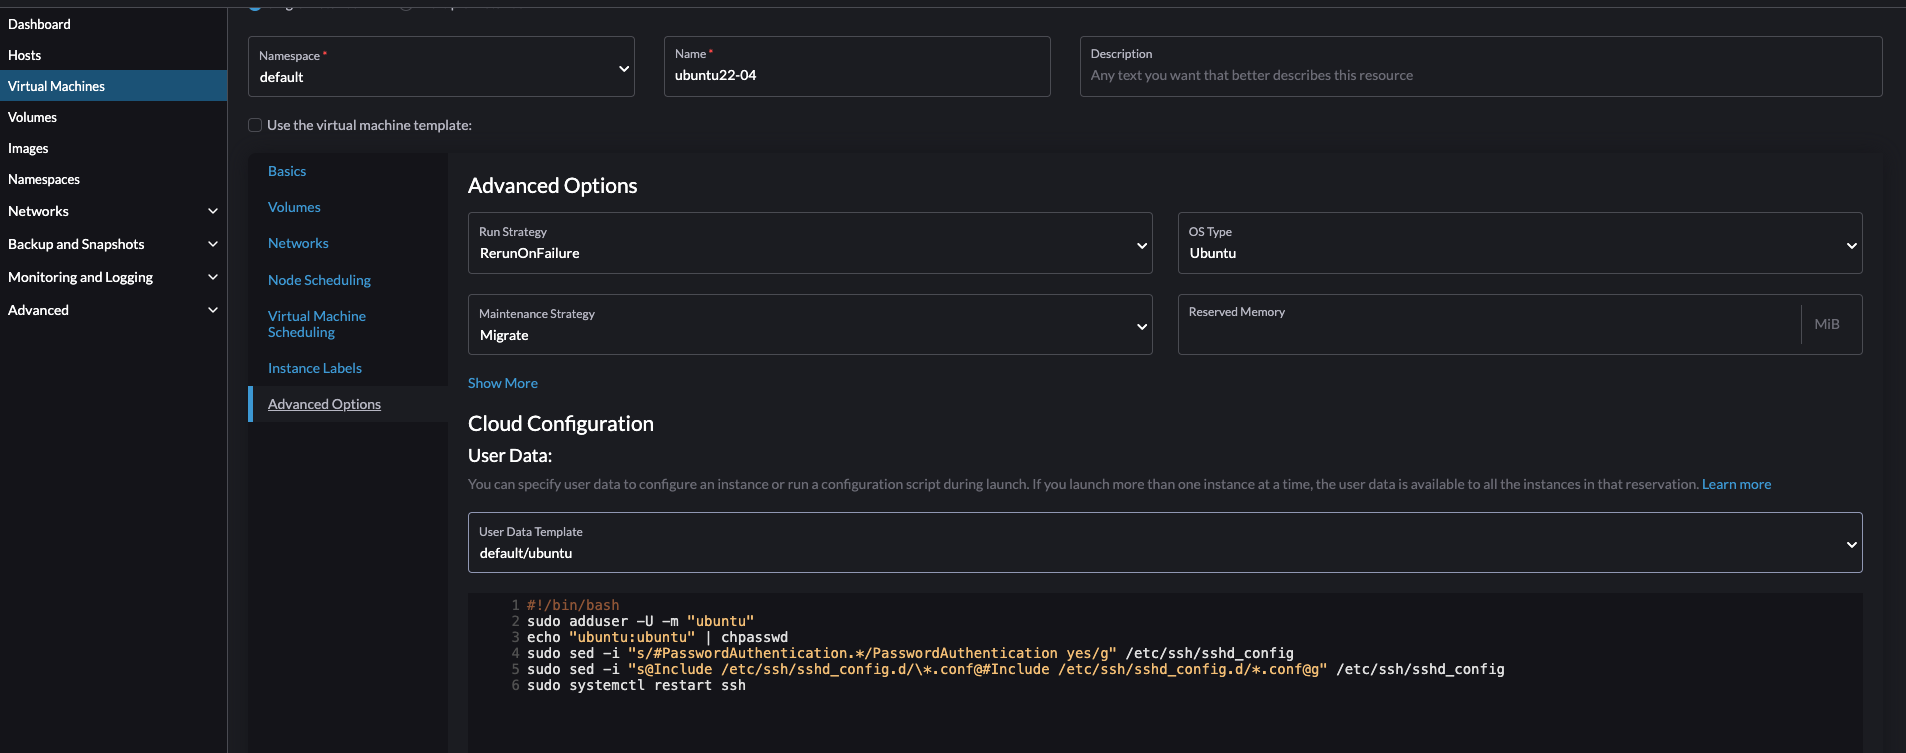 Dashboard
Hosts
Virtual Machines
Volumes
Images
Namespaces
Networks
Backup and Snapshots
Monitoring and Logging
Advanced
Namespace *
default
Name *
ubuntu22-04
Description
Any text you want that better describes this resource
Use the virtual machine template:
Basics
Volumes
Networks
Node Scheduling
Virtual Machine
Scheduling
Instance Labels
Advanced Options
Advanced Options
Run Strategy
RerunOnFailure
OS Type
Ubuntu
Maintenance Strategy
Migrate
Reserved Memory
MiB
Show More
Cloud Configuration
User Data:
You can specify user data to configure an instance or run a configuration script during launch. If you launch more than one instance at a time, the user data is available to all the instances in that reservation. Learn more
User Data Template
default/ubuntu
1 #!/bin/bash
2 sudo adduser -U -m "ubuntu"
3 echo "ubuntu:ubuntu" | chpasswd
4 sudo sed -i "s/#PasswordAuthentication.*/PasswordAuthentication yes/g" /etc/ssh/sshd_config
5 sudo sed -i "s@Include /etc/ssh/sshd_config.d/\*.conf@#Include /etc/ssh/sshd_config.d/*.conf@g" /etc/ssh/sshd_config
6 sudo systemctl restart ssh